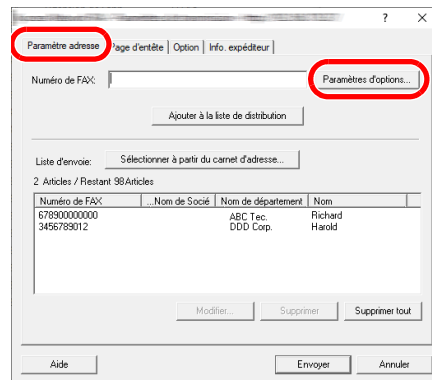 ? ×
Paramètre adresse Page d'entête Option Info. expéditeur
Numéro de FAX: Paramètres d'options...
Ajouter à la liste de distribution
Liste d'envoie: Sélectionner à partir du carnet d'adresse...
2 Articles / Restant 98Articles
Numéro de FAX ...Nom de Socié Nom de département Nom
678900000000 ABC Tec. Richard
3456789012 DDD Corp. Harold
Modifier... Supprimer Supprimer tout
Aide Envoyer Annuler